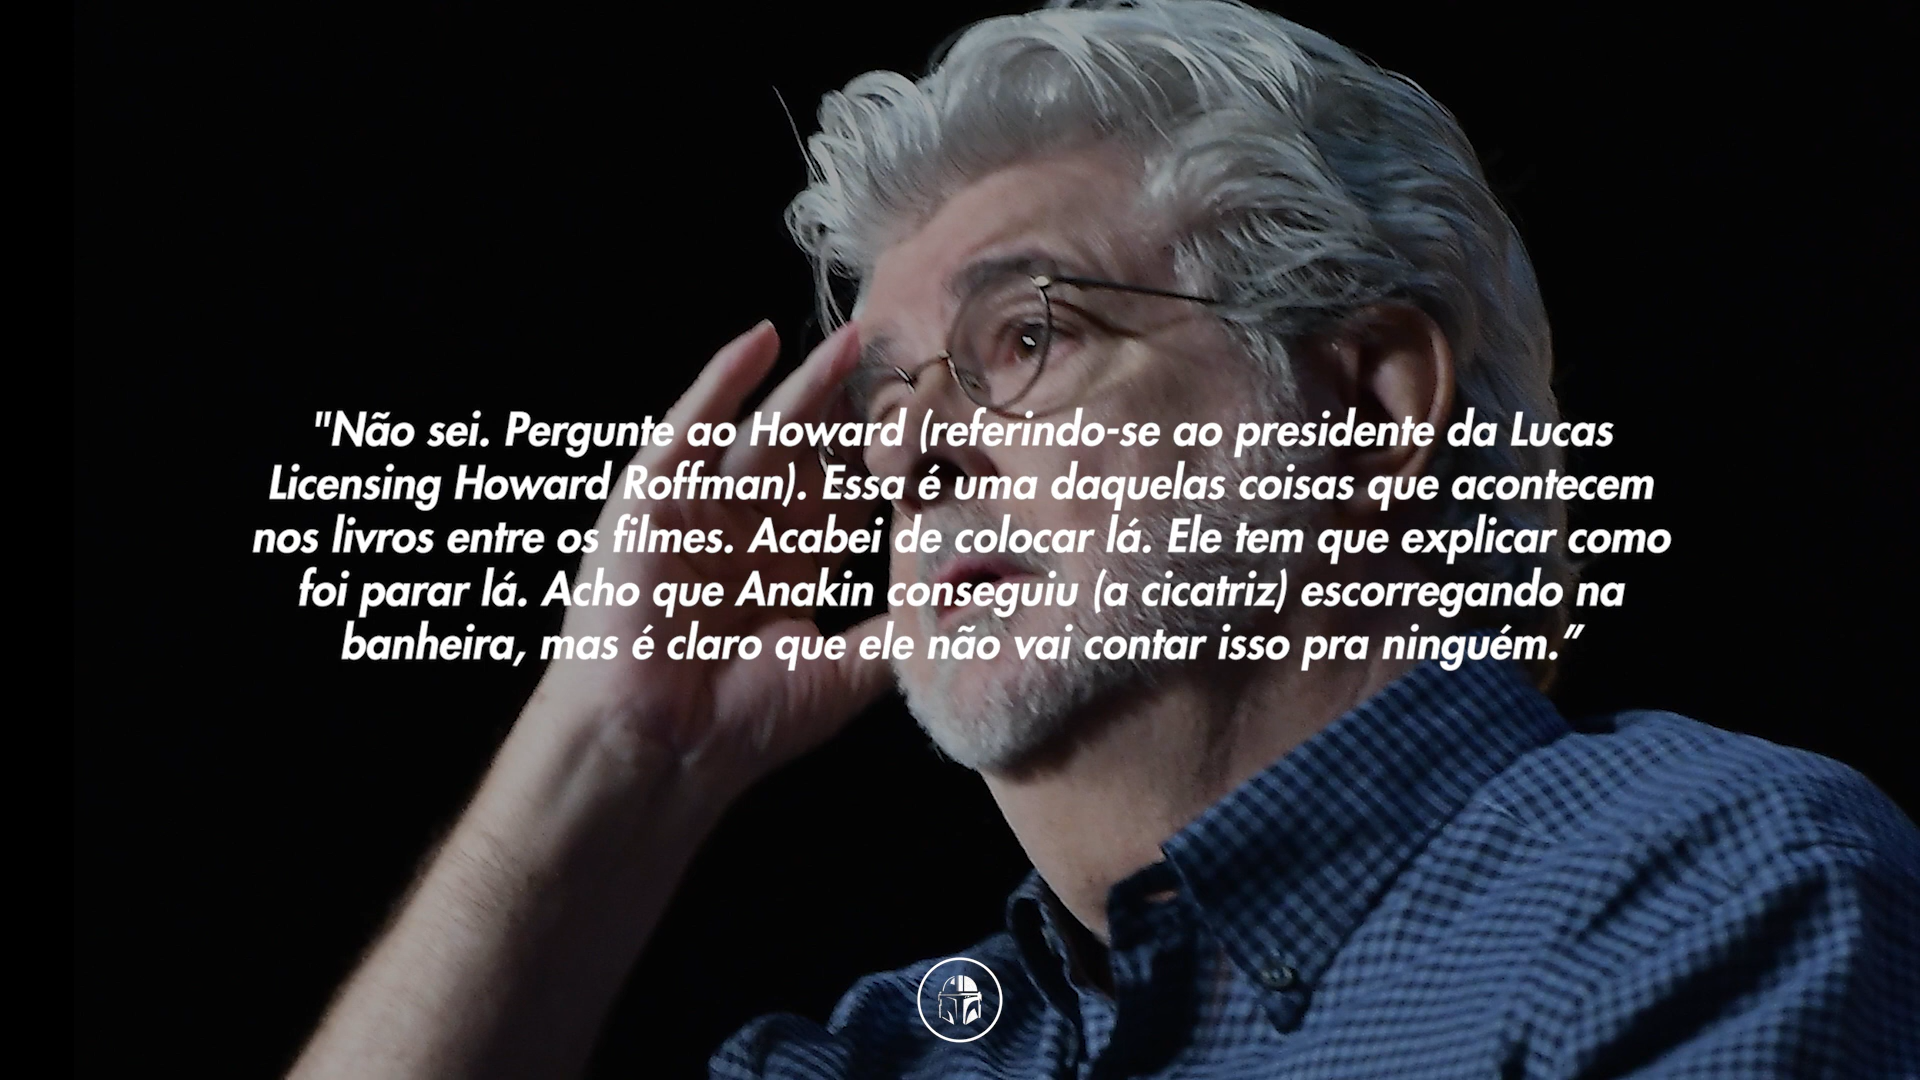 "Não sei. Pergunte ao Howard (referindo-se ao presidente da Lucas
Licensing Howard Roffman). Essa é uma daquelas coisas que acontecem
nos livros entre os filmes. Acabei de colocar lá. Ele tem que explicar como
foi parar lá. Acho que Anakin conseguiu (a cicatriz) escorregando na
banheira, mas é claro que ele não vai contar isso pra ninguém.”